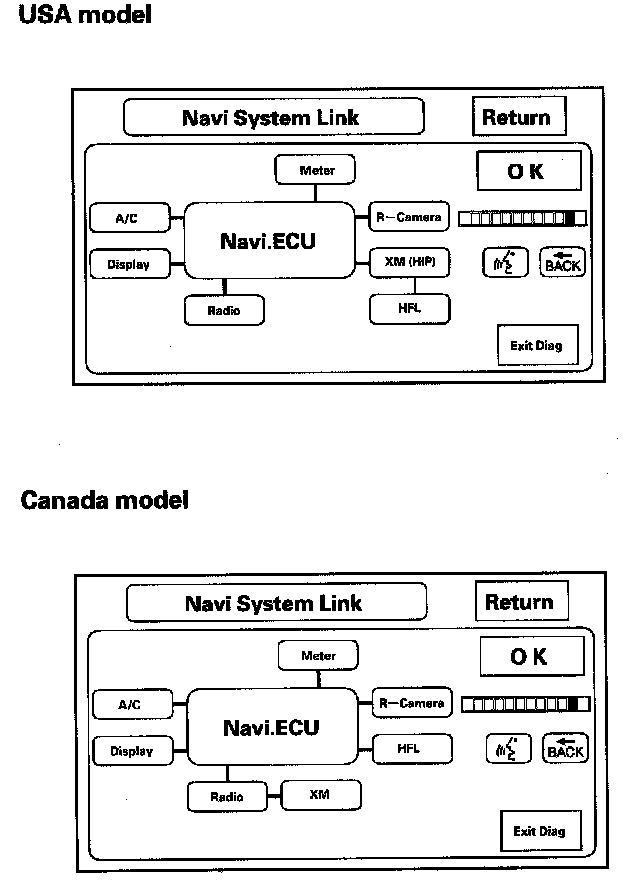 USA model
Navi System Link
Return
Meter
OK
A/C
R-Camera
Navi.ECU
Display
XM (HIP)
BACK
Radio
HFL
Exit Diag
Canada model
Navi System Link
Return
Meter
OK
A/C
R-Camera
Navi.ECU
Display
HFL
BACK
Radio
XM
Exit Diag